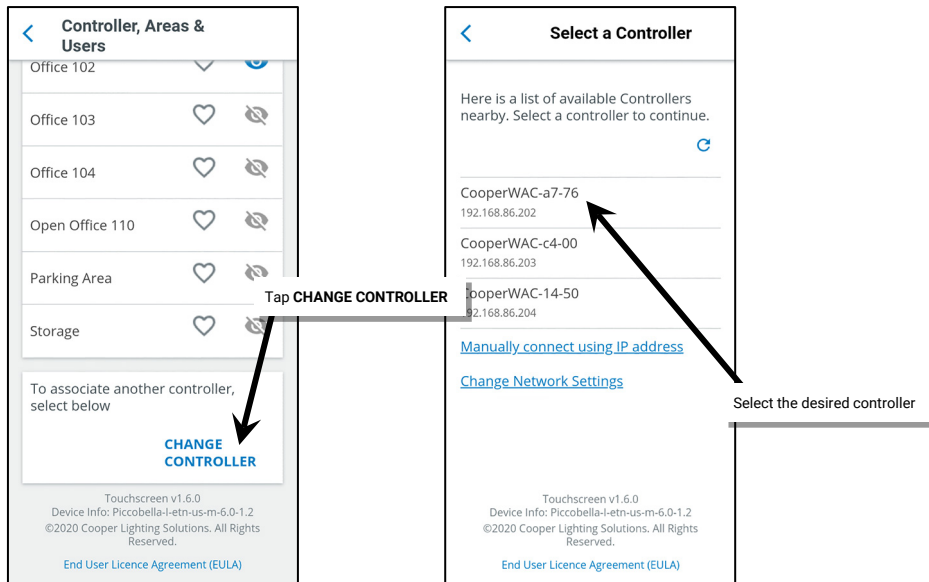 Controller, Areas &
Users
Office 102
Office 103
Office 104
Open Office 110
Parking Area
Storage
To associate another controller,
select below
CHANGE
CONTROLLER
Touchscreen v1.6.0
Device Info: Piccobella-I-etn-us-m-6.0-1.2
©2020 Cooper Lighting Solutions. All Rights
Reserved.
End User Licence Agreement (EULA)
Tap CHANGE CONTROLLER
Select a Controller
Here is a list of available Controllers
nearby. Select a controller to continue.
CooperWAC-a7-76
192.168.86.202
CooperWAC-c4-00
192.168.86.203
CooperWAC-14-50
192.168.86.204
Manually connect using IP address
Change Network Settings
Select the desired controller
Touchscreen v1.6.0
Device Info: Piccobella-I-etn-us-m-6.0-1.2
©2020 Cooper Lighting Solutions. All Rights
Reserved.
End User Licence Agreement (EULA)